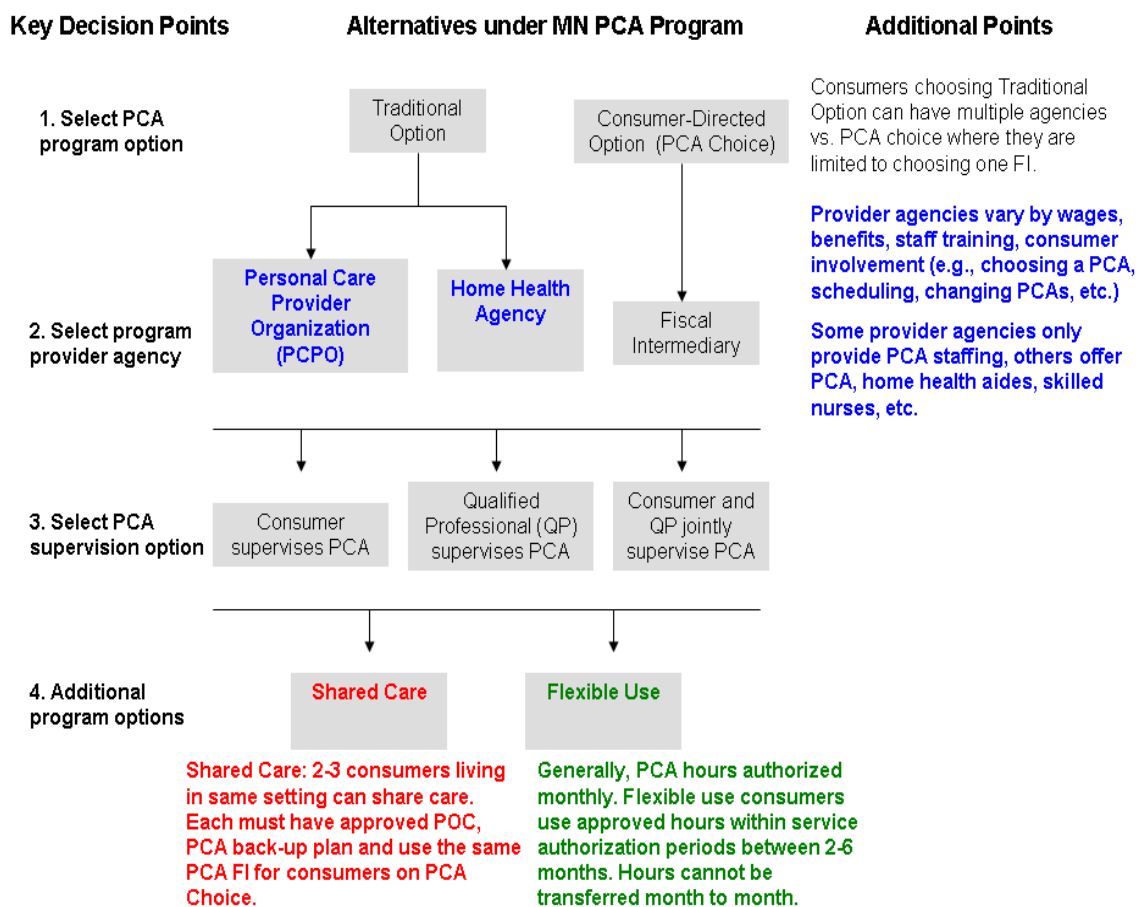 Key Decision Points
Alternatives under MN PCA Program
Additional Points
1. Select PCA
program option
Traditional
Option
Consumer-Directed
Option (PCA Choice)
Consumers choosing Traditional
Option can have multiple agencies
vs. PCA choice where they are
limited to choosing one FI.
Provider agencies vary by wages,
benefits, staff training, consumer
involvement (e.g., choosing a PCA,
scheduling, changing PCAs, etc.)
Some provider agencies only
provide PCA staffing, others offer
PCA, home health aides, skilled
nurses, etc.
2. Select program
provider agency
Personal Care
Provider
Organization
(PCPO)
Home Health
Agency
Fiscal
Intermediary
3. Select PCA
supervision option
Consumer
supervises PCA
Qualified
Professional (QP)
supervises PCA
Consumer and
QP jointly
supervise PCA
4. Additional
program options
Shared Care
Flexible Use
Shared Care: 2-3 consumers living
in same setting can share care.
Each must have approved POC,
PCA back-up plan and use the same
PCA FI for consumers on PCA
Choice.
Generally, PCA hours authorized
monthly. Flexible use consumers
use approved hours within service
authorization periods between 2-6
months. Hours cannot be
transferred month to month.